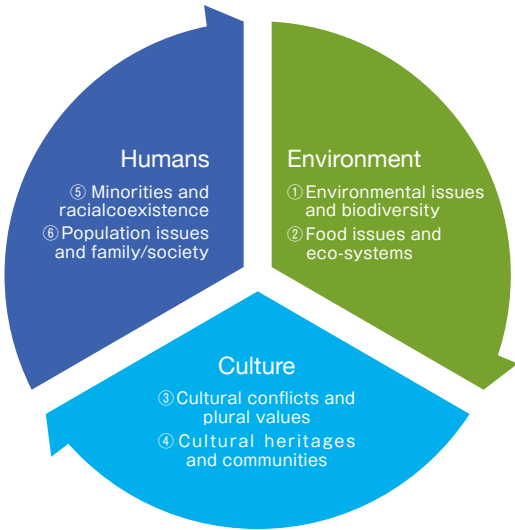 Humans
⑤ Minorities and
racialcoexistence
⑥ Population issues
and family/society
Environment
① Environmental issues
and biodiversity
② Food issues and
eco-systems
Culture
③ Cultural conflicts and
plural values
④ Cultural heritages
and communities